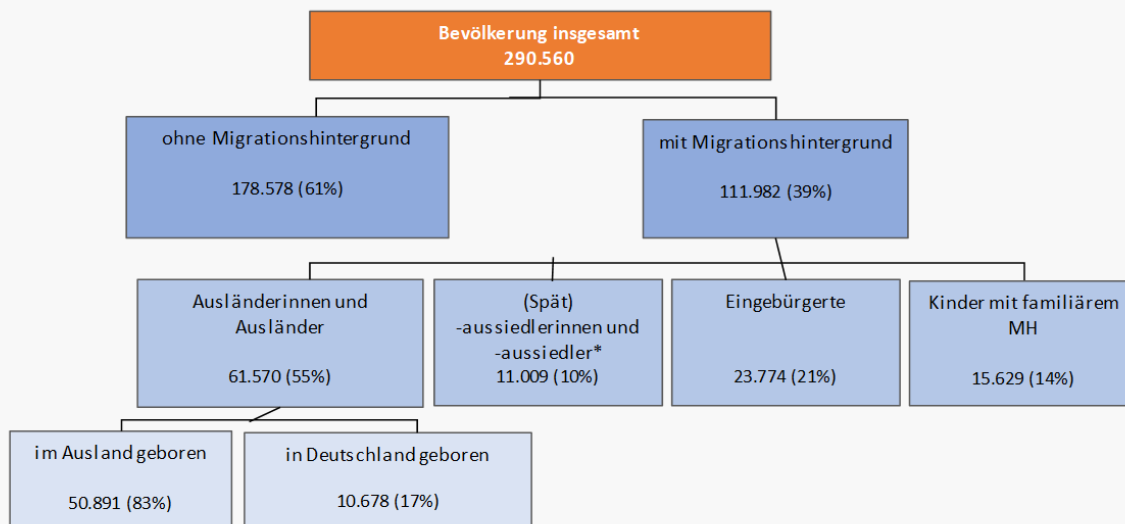 Bevölkerung insgesamt
290.560
ohne Migrationshintergrund
178.578 (61%)
mit Migrationshintergrund
111.982 (39%)
Ausländerinnen und
Ausländer
61.570 (55%)
(Spät)
-aussiedlerinnen und
-aussiedler*
11.009 (10%)
Eingebürgerte
23.774 (21%)
Kinder mit familiärem
MH
15.629 (14%)
im Ausland geboren
50.891 (83%)
in Deutschland geboren
10.678 (17%)